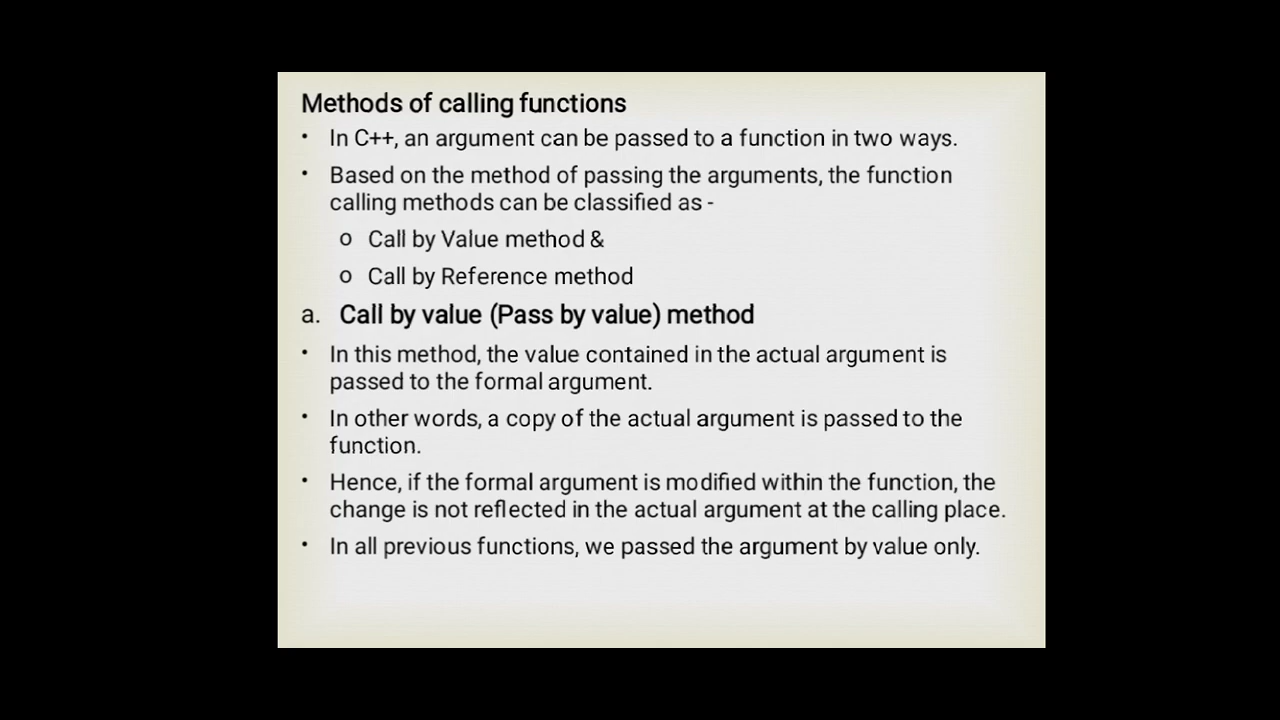 Methods of calling functions
• In C++, an argument can be passed to a function in two ways.
• Based on the method of passing the arguments, the function
calling methods can be classified as -
o Call by Value method &
o Call by Reference method
a. Call by value (Pass by value) method
• In this method, the value contained in the actual argument is
passed to the formal argument.
• In other words, a copy of the actual argument is passed to the
function.
• Hence, if the formal argument is modified within the function, the
change is not reflected in the actual argument at the calling place.
• In all previous functions, we passed the argument by value only.